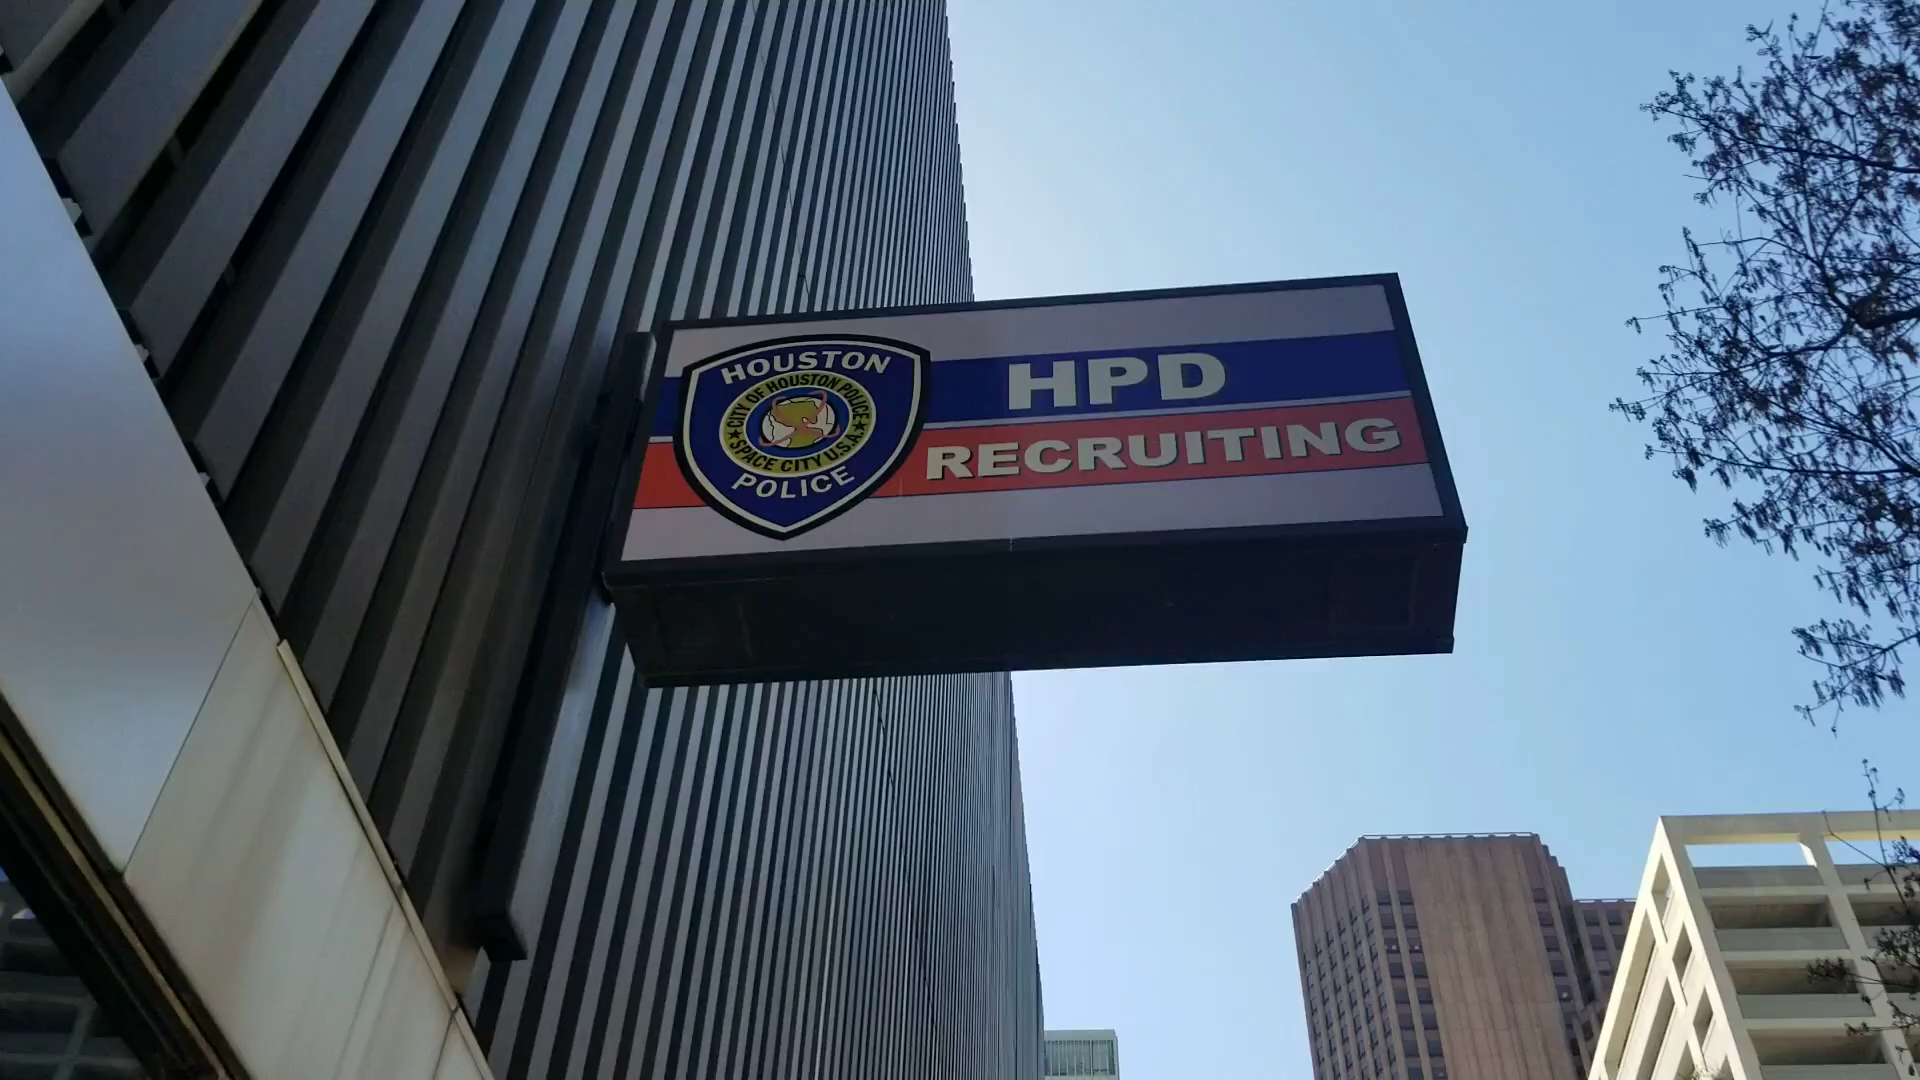 HOUSTON
CITY OF HOUSTON POLICE
★ SPACE CITY U.S.A. ★
POLICE
HPD
RECRUITING